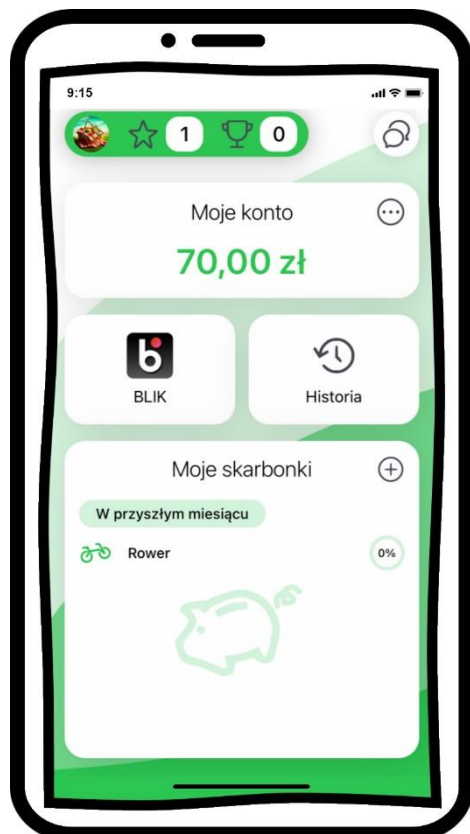 9:15
1
0
Moje konto
70,00 zł
BLIK
Historia
Moje skarbonki
W przyszłym miesiącu
Rower
0%